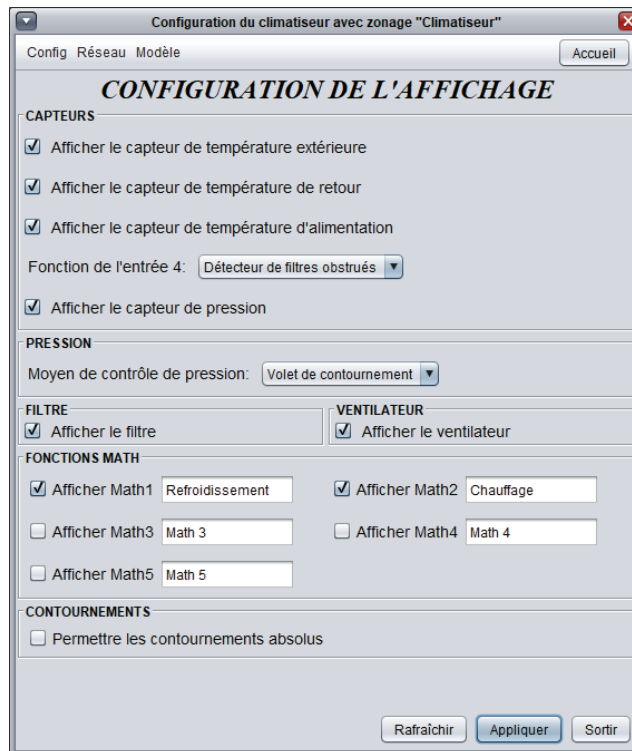 Configuration du climatiseur avec zonage "Climatiseur"
Config Réseau Modèle Accueil
CONFIGURATION DE L'AFFICHAGE
CAPTEURS
Afficher le capteur de température extérieure
Afficher le capteur de température de retour
Afficher le capteur de température d'alimentation
Fonction de l'entrée 4: Détecteur de filtres obstrués
Afficher le capteur de pression
PRESSION
Moyen de contrôle de pression: Volet de contournement
FILTRE VENTILATEUR
Afficher le filtre Afficher le ventilateur
FONCTIONS MATH
Afficher Math1 Refroidissement Afficher Math2 Chauffage
Afficher Math3 Math 3 Afficher Math4 Math 4
Afficher Math5 Math 5
CONTOURNEMENTS
Permettre les contournements absolus
Rafraîchir Appliquer Sortir